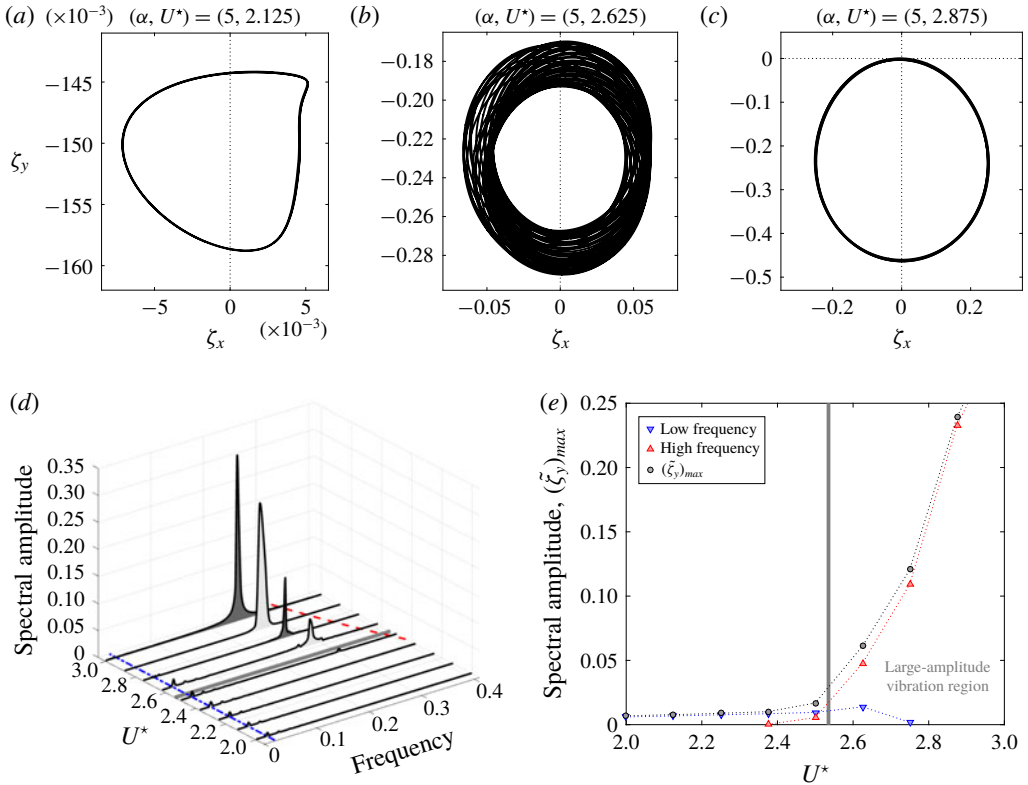 (a) (×10⁻³) (α, U⋆) = (5, 2.125)
−145
−150
−155
−160
ζy
−5 0 5
(×10⁻³)
ζx
(b) (α, U⋆) = (5, 2.625)
−0.18
−0.20
−0.22
−0.24
−0.26
−0.28
−0.05 0 0.05
ζx
(c) (α, U⋆) = (5, 2.875)
0
−0.1
−0.2
−0.3
−0.4
−0.5
−0.2 0 0.2
ζx
(d)
Spectral amplitude
0.35
0.30
0.25
0.20
0.15
0.10
0.05
0
3.0
2.8
2.6
2.4
2.2
2.0
U⋆
0
0.1
0.2
0.3
0.4
Frequency
(e)
Spectral amplitude, (ζ̃y)max
0.25
0.20
0.15
0.10
0.05
0
Low frequency
High frequency
(ζ̃y)max
Large-amplitude
vibration region
2.0 2.2 2.4 2.6 2.8 3.0
U⋆